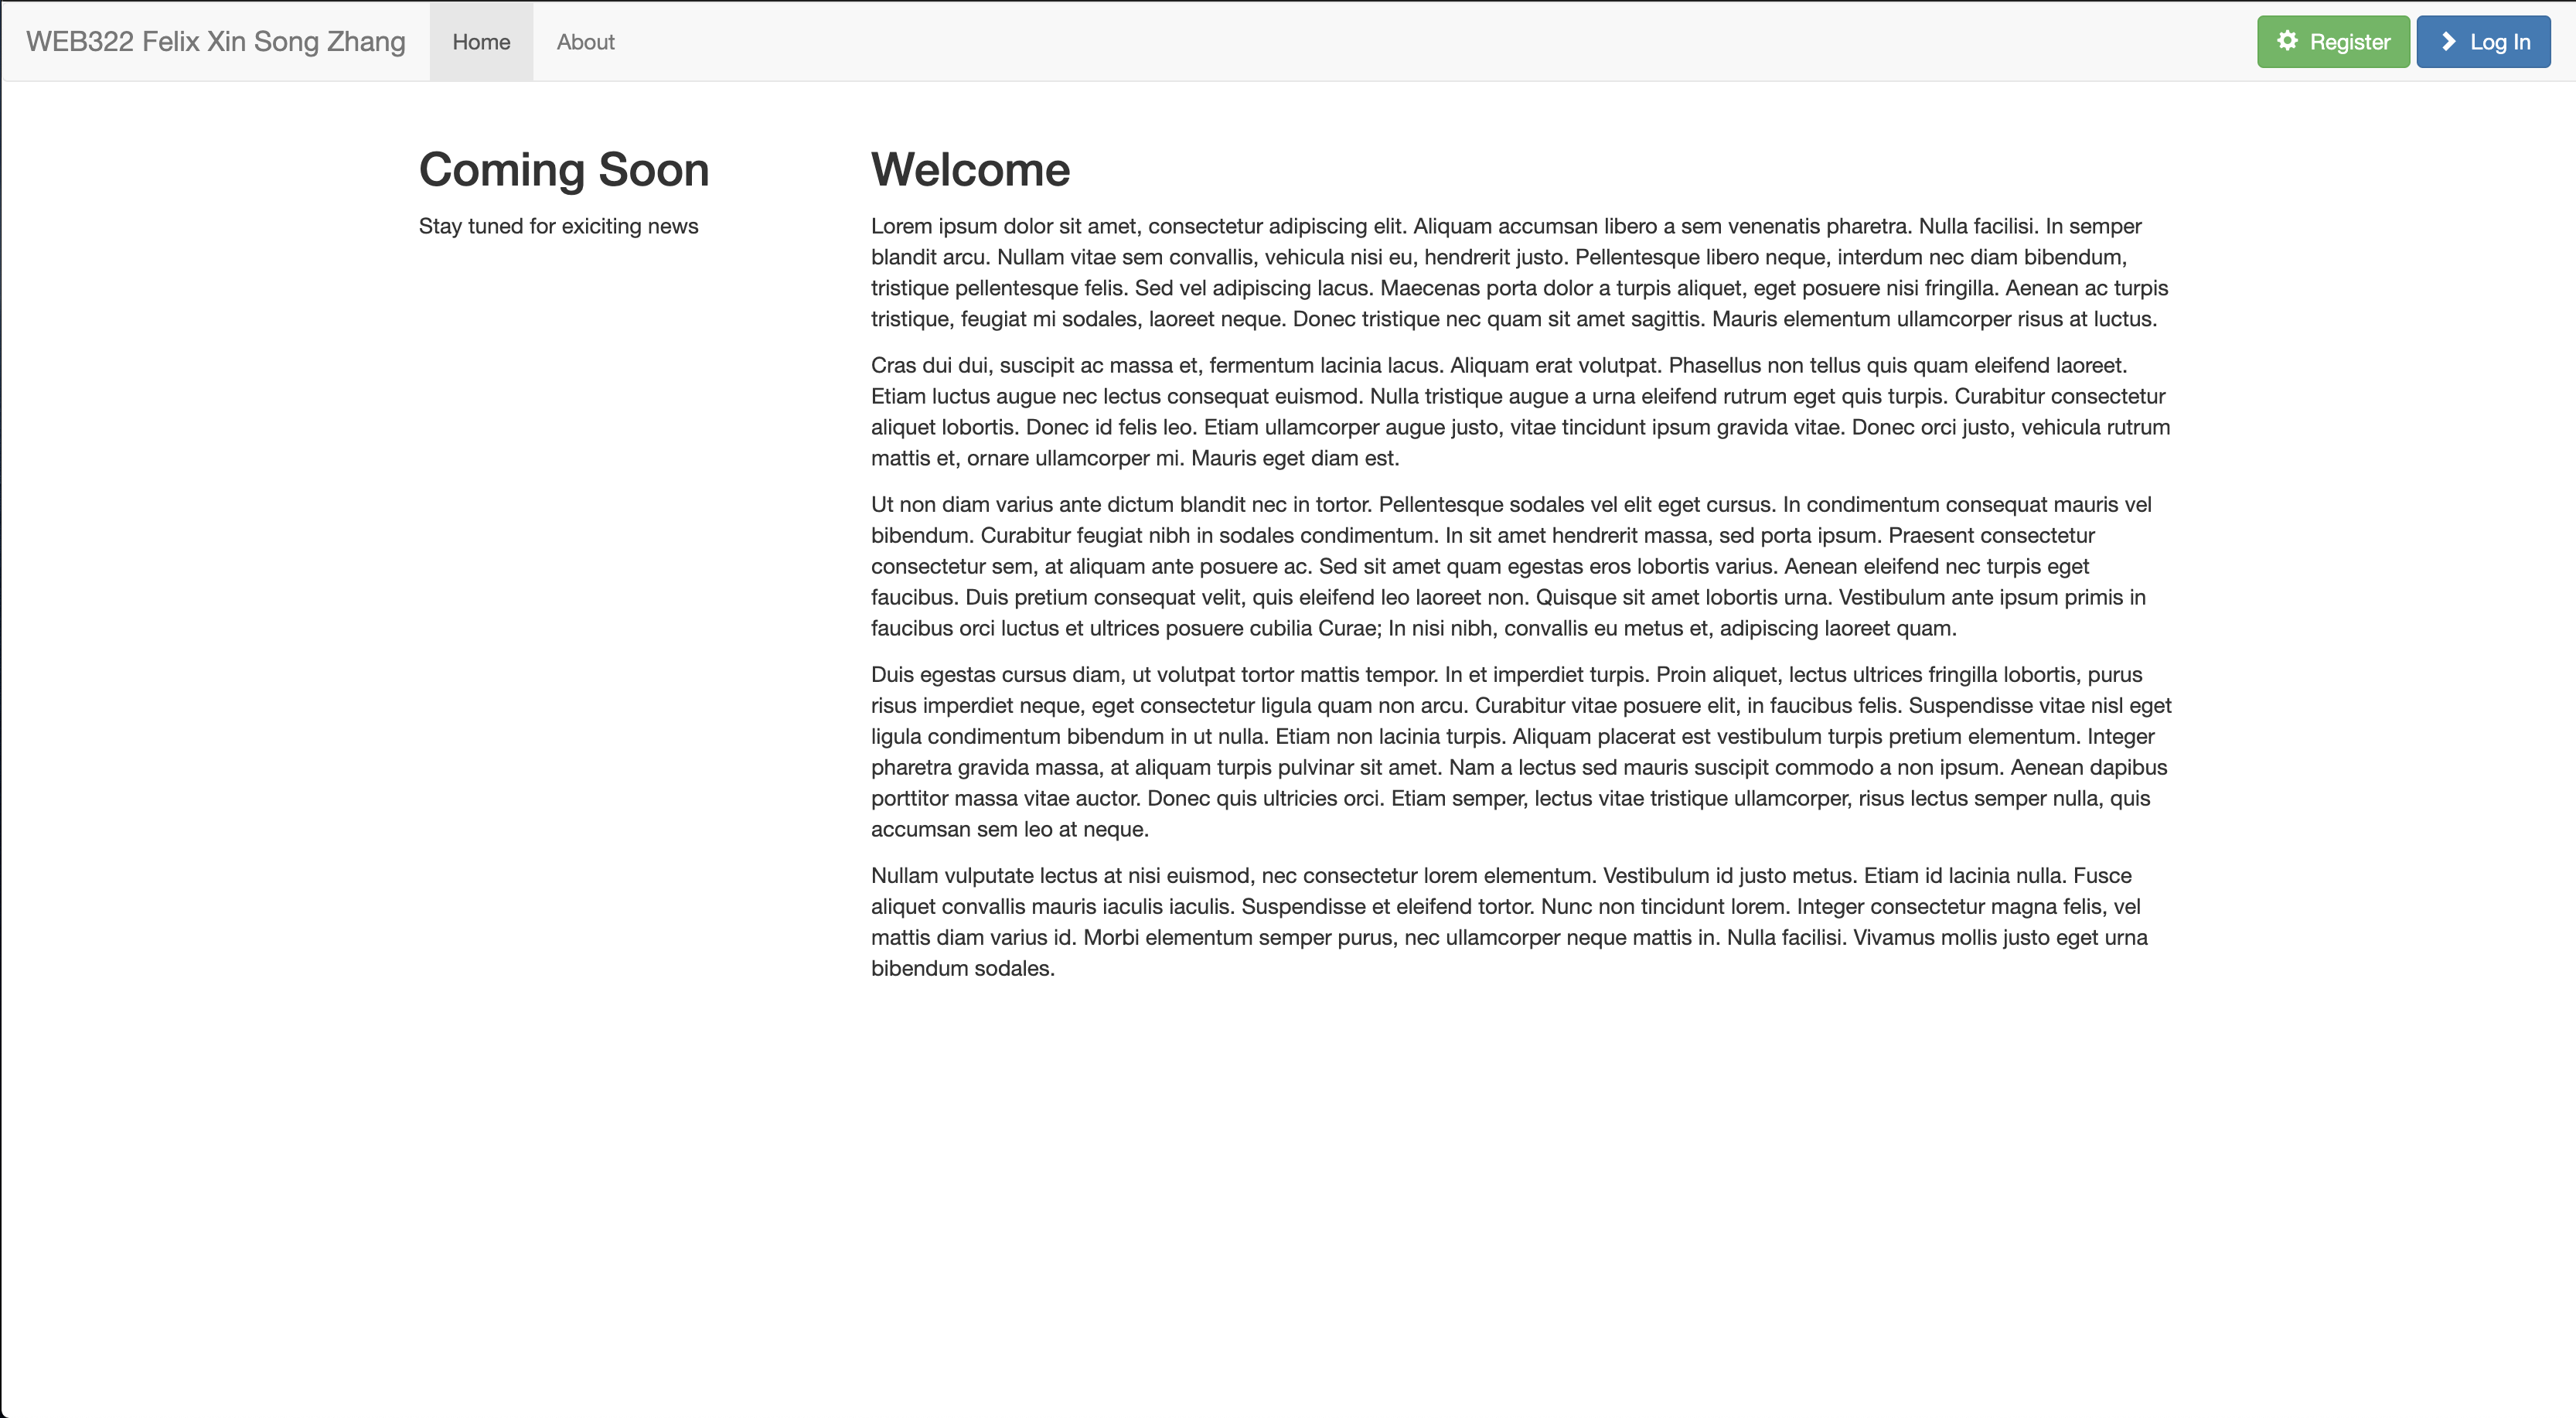 WEB322 Felix Xin Song Zhang
Home
About
Register
Log In
Coming Soon
Stay tuned for exiciting news
Welcome
Lorem ipsum dolor sit amet, consectetur adipiscing elit. Aliquam accumsan libero a sem venenatis pharetra. Nulla facilisi. In semper
blandit arcu. Nullam vitae sem convallis, vehicula nisi eu, hendrerit justo. Pellentesque libero neque, interdum nec diam bibendum,
tristique pellentesque felis. Sed vel adipiscing lacus. Maecenas porta dolor a turpis aliquet, eget posuere nisi fringilla. Aenean ac turpis
tristique, feugiat mi sodales, laoreet neque. Donec tristique nec quam sit amet sagittis. Mauris elementum ullamcorper risus at luctus.
Cras dui dui, suscipit ac massa et, fermentum lacinia lacus. Aliquam erat volutpat. Phasellus non tellus quis quam eleifend laoreet.
Etiam luctus augue nec lectus consequat euismod. Nulla tristique augue a urna eleifend rutrum eget quis turpis. Curabitur consectetur
aliquet lobortis. Donec id felis leo. Etiam ullamcorper augue justo, vitae tincidunt ipsum gravida vitae. Donec orci justo, vehicula rutrum
mattis et, ornare ullamcorper mi. Mauris eget diam est.
Ut non diam varius ante dictum blandit nec in tortor. Pellentesque sodales vel elit eget cursus. In condimentum consequat mauris vel
bibendum. Curabitur feugiat nibh in sodales condimentum. In sit amet hendrerit massa, sed porta ipsum. Praesent consectetur
consectetur sem, at aliquam ante posuere ac. Sed sit amet quam egestas eros lobortis varius. Aenean eleifend nec turpis eget
faucibus. Duis pretium consequat velit, quis eleifend leo laoreet non. Quisque sit amet lobortis urna. Vestibulum ante ipsum primis in
faucibus orci luctus et ultrices posuere cubilia Curae; In nisi nibh, convallis eu metus et, adipiscing laoreet quam.
Duis egestas cursus diam, ut volutpat tortor mattis tempor. In et imperdiet turpis. Proin aliquet, lectus ultrices fringilla lobortis, purus
risus imperdiet neque, eget consectetur ligula quam non arcu. Curabitur vitae posuere elit, in faucibus felis. Suspendisse vitae nisl eget
ligula condimentum bibendum in ut nulla. Etiam non lacinia turpis. Aliquam placerat est vestibulum turpis pretium elementum. Integer
pharetra gravida massa, at aliquam turpis pulvinar sit amet. Nam a lectus sed mauris suscipit commodo a non ipsum. Aenean dapibus
porttitor massa vitae auctor. Donec quis ultricies orci. Etiam semper, lectus vitae tristique ullamcorper, risus lectus semper nulla, quis
accumsan sem leo at neque.
Nullam vulputate lectus at nisi euismod, nec consectetur lorem elementum. Vestibulum id justo metus. Etiam id lacinia nulla. Fusce
aliquet convallis mauris iaculis iaculis. Suspendisse et eleifend tortor. Nunc non tincidunt lorem. Integer consectetur magna felis, vel
mattis diam varius id. Morbi elementum semper purus, nec ullamcorper neque mattis in. Nulla facilisi. Vivamus mollis justo eget urna
bibendum sodales.